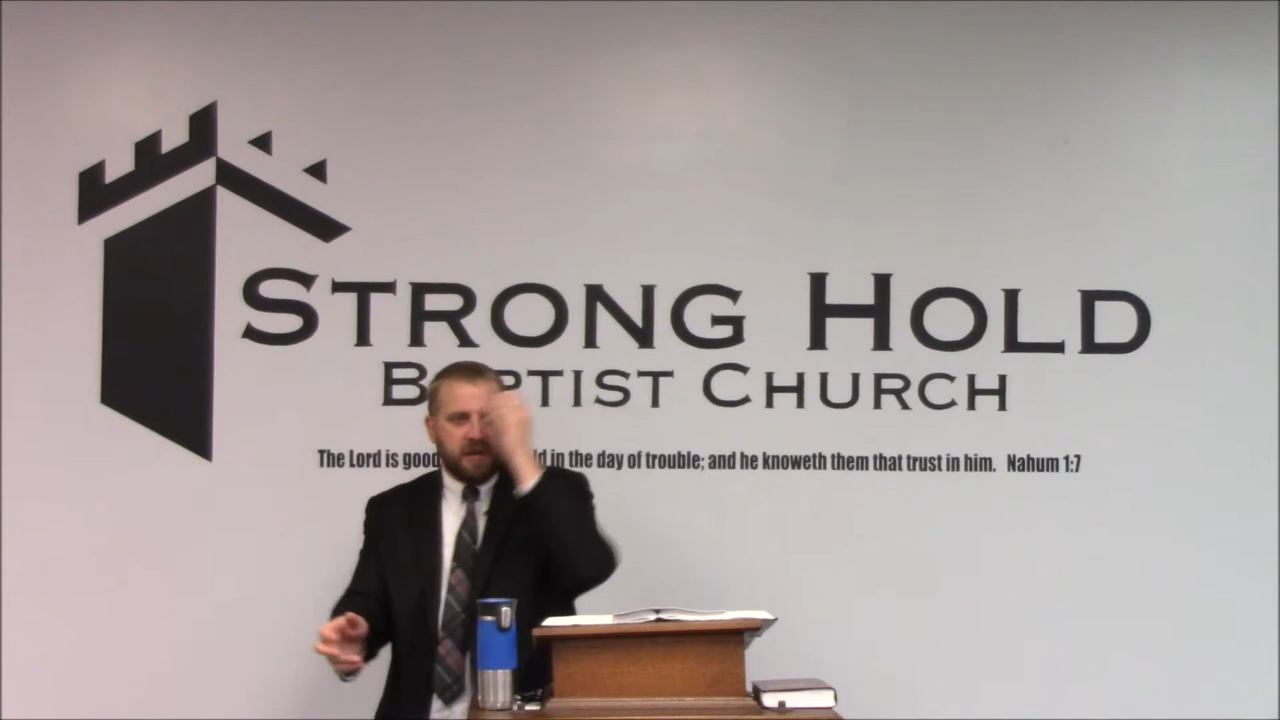 STRONG HOLD
B PTIST CHURCH
The Lord is good in the day of trouble; and he knoweth them that trust in him. Nahum 1:7